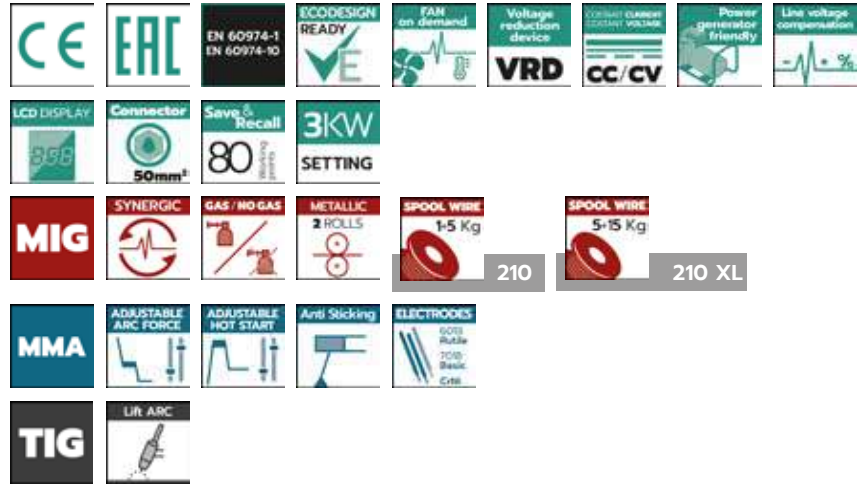 CE
EAC
EN 60974-1
EN 60974-10
ECODESIGN
READY
E
FAN
on demand
Voltage
reduction
device
VRD
CONSTANT CURRENT
COSTANT VOLTAGE
CC/CV
Power
generator
friendly
Line voltage
compensation
- + %
LCD DISPLAY
888
Connector
50mm²
Save &
Recall
80
Working
points
3KW
SETTING
MIG
SYNERGIC
GAS / NO GAS
METALLIC
2 ROLLS
SPOOL WIRE
1÷5 Kg
210
SPOOL WIRE
5÷15 Kg
210 XL
MMA
ADJUSTABLE
ARC FORCE
ADJUSTABLE
HOT START
Anti Sticking
ELECTRODES
6013
Rutile
7018
Basic
CrNi
TIG
Lift ARC